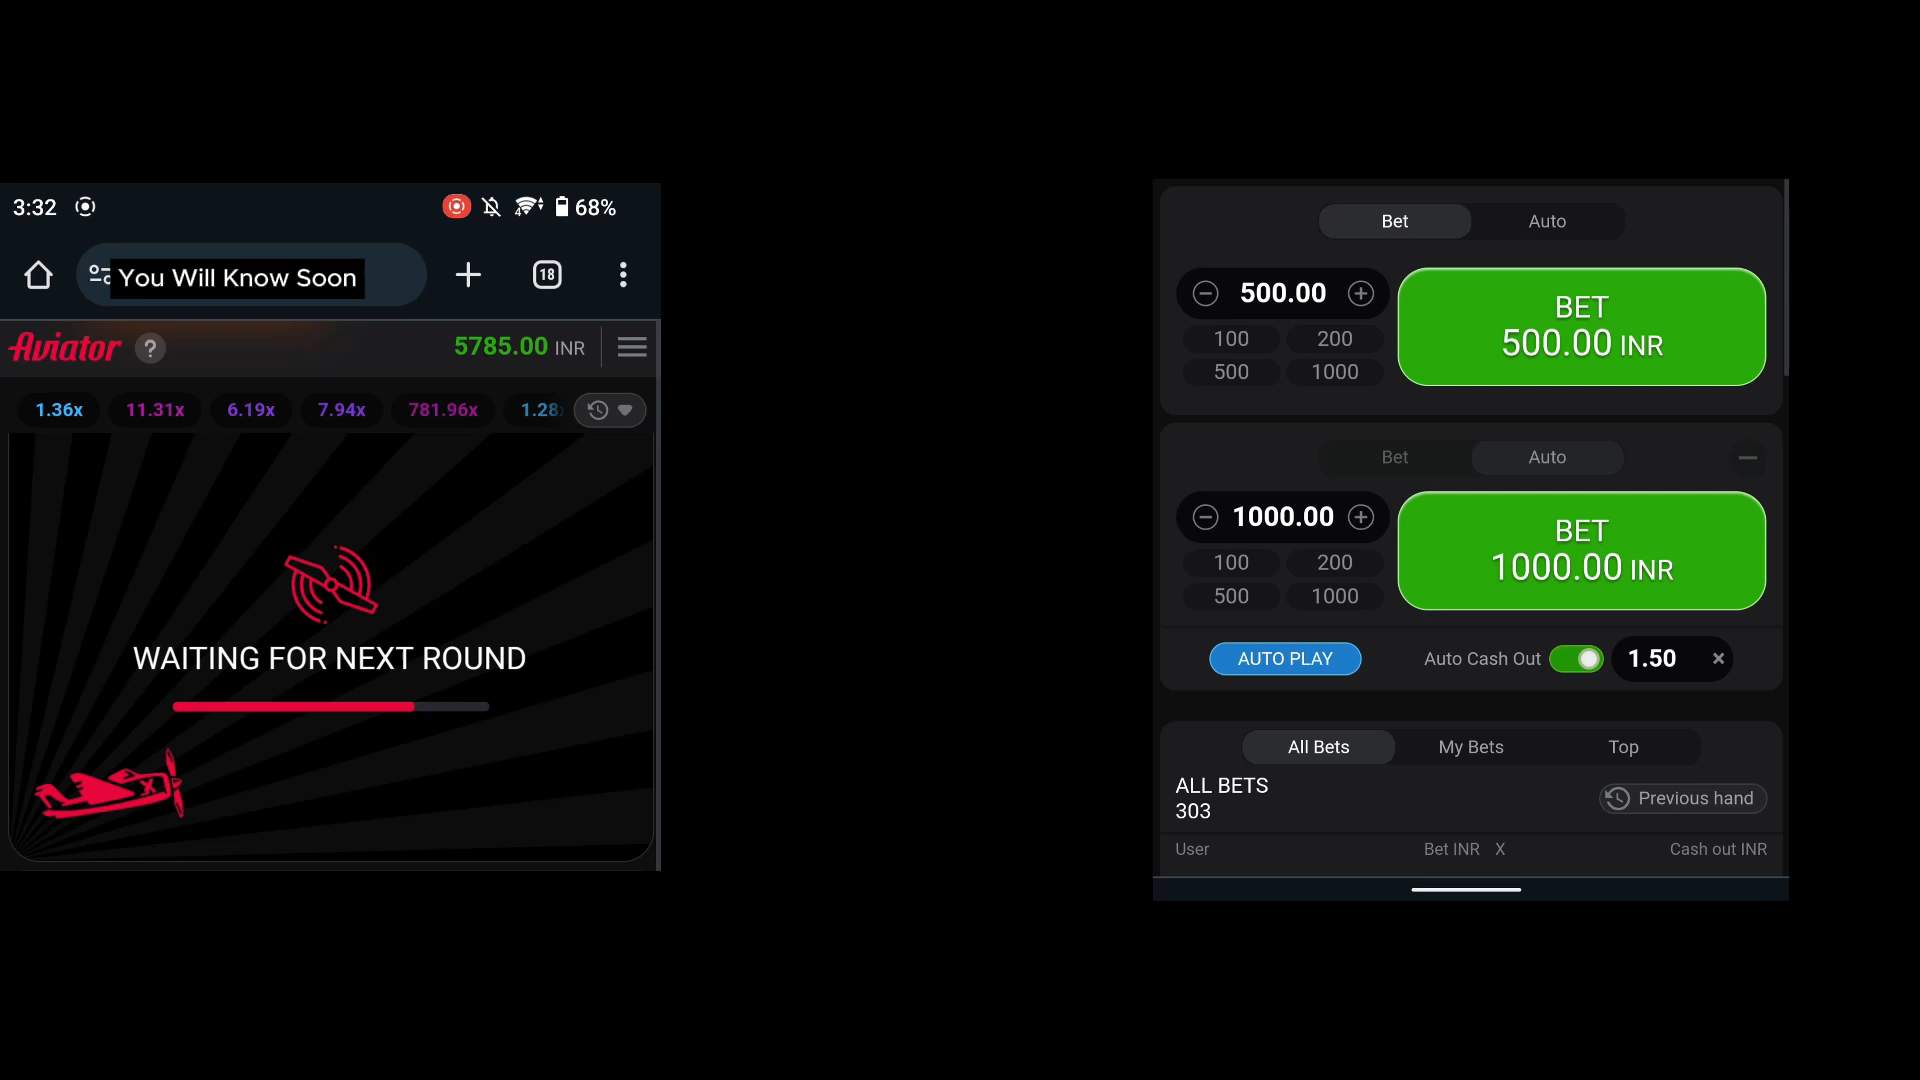 3:32
4
68%
You Will Know Soon
18
Aviator
?
5785.00 INR
1.36x 11.31x 6.19x 7.94x 781.96x 1.28x
WAITING FOR NEXT ROUND
X
Bet Auto
500.00
100 200
500 1000
BET
500.00 INR
Bet Auto
1000.00
100 200
500 1000
BET
1000.00 INR
AUTO PLAY
Auto Cash Out 1.50 ×
All Bets My Bets Top
ALL BETS
303
Previous hand
User Bet INR X Cash out INR